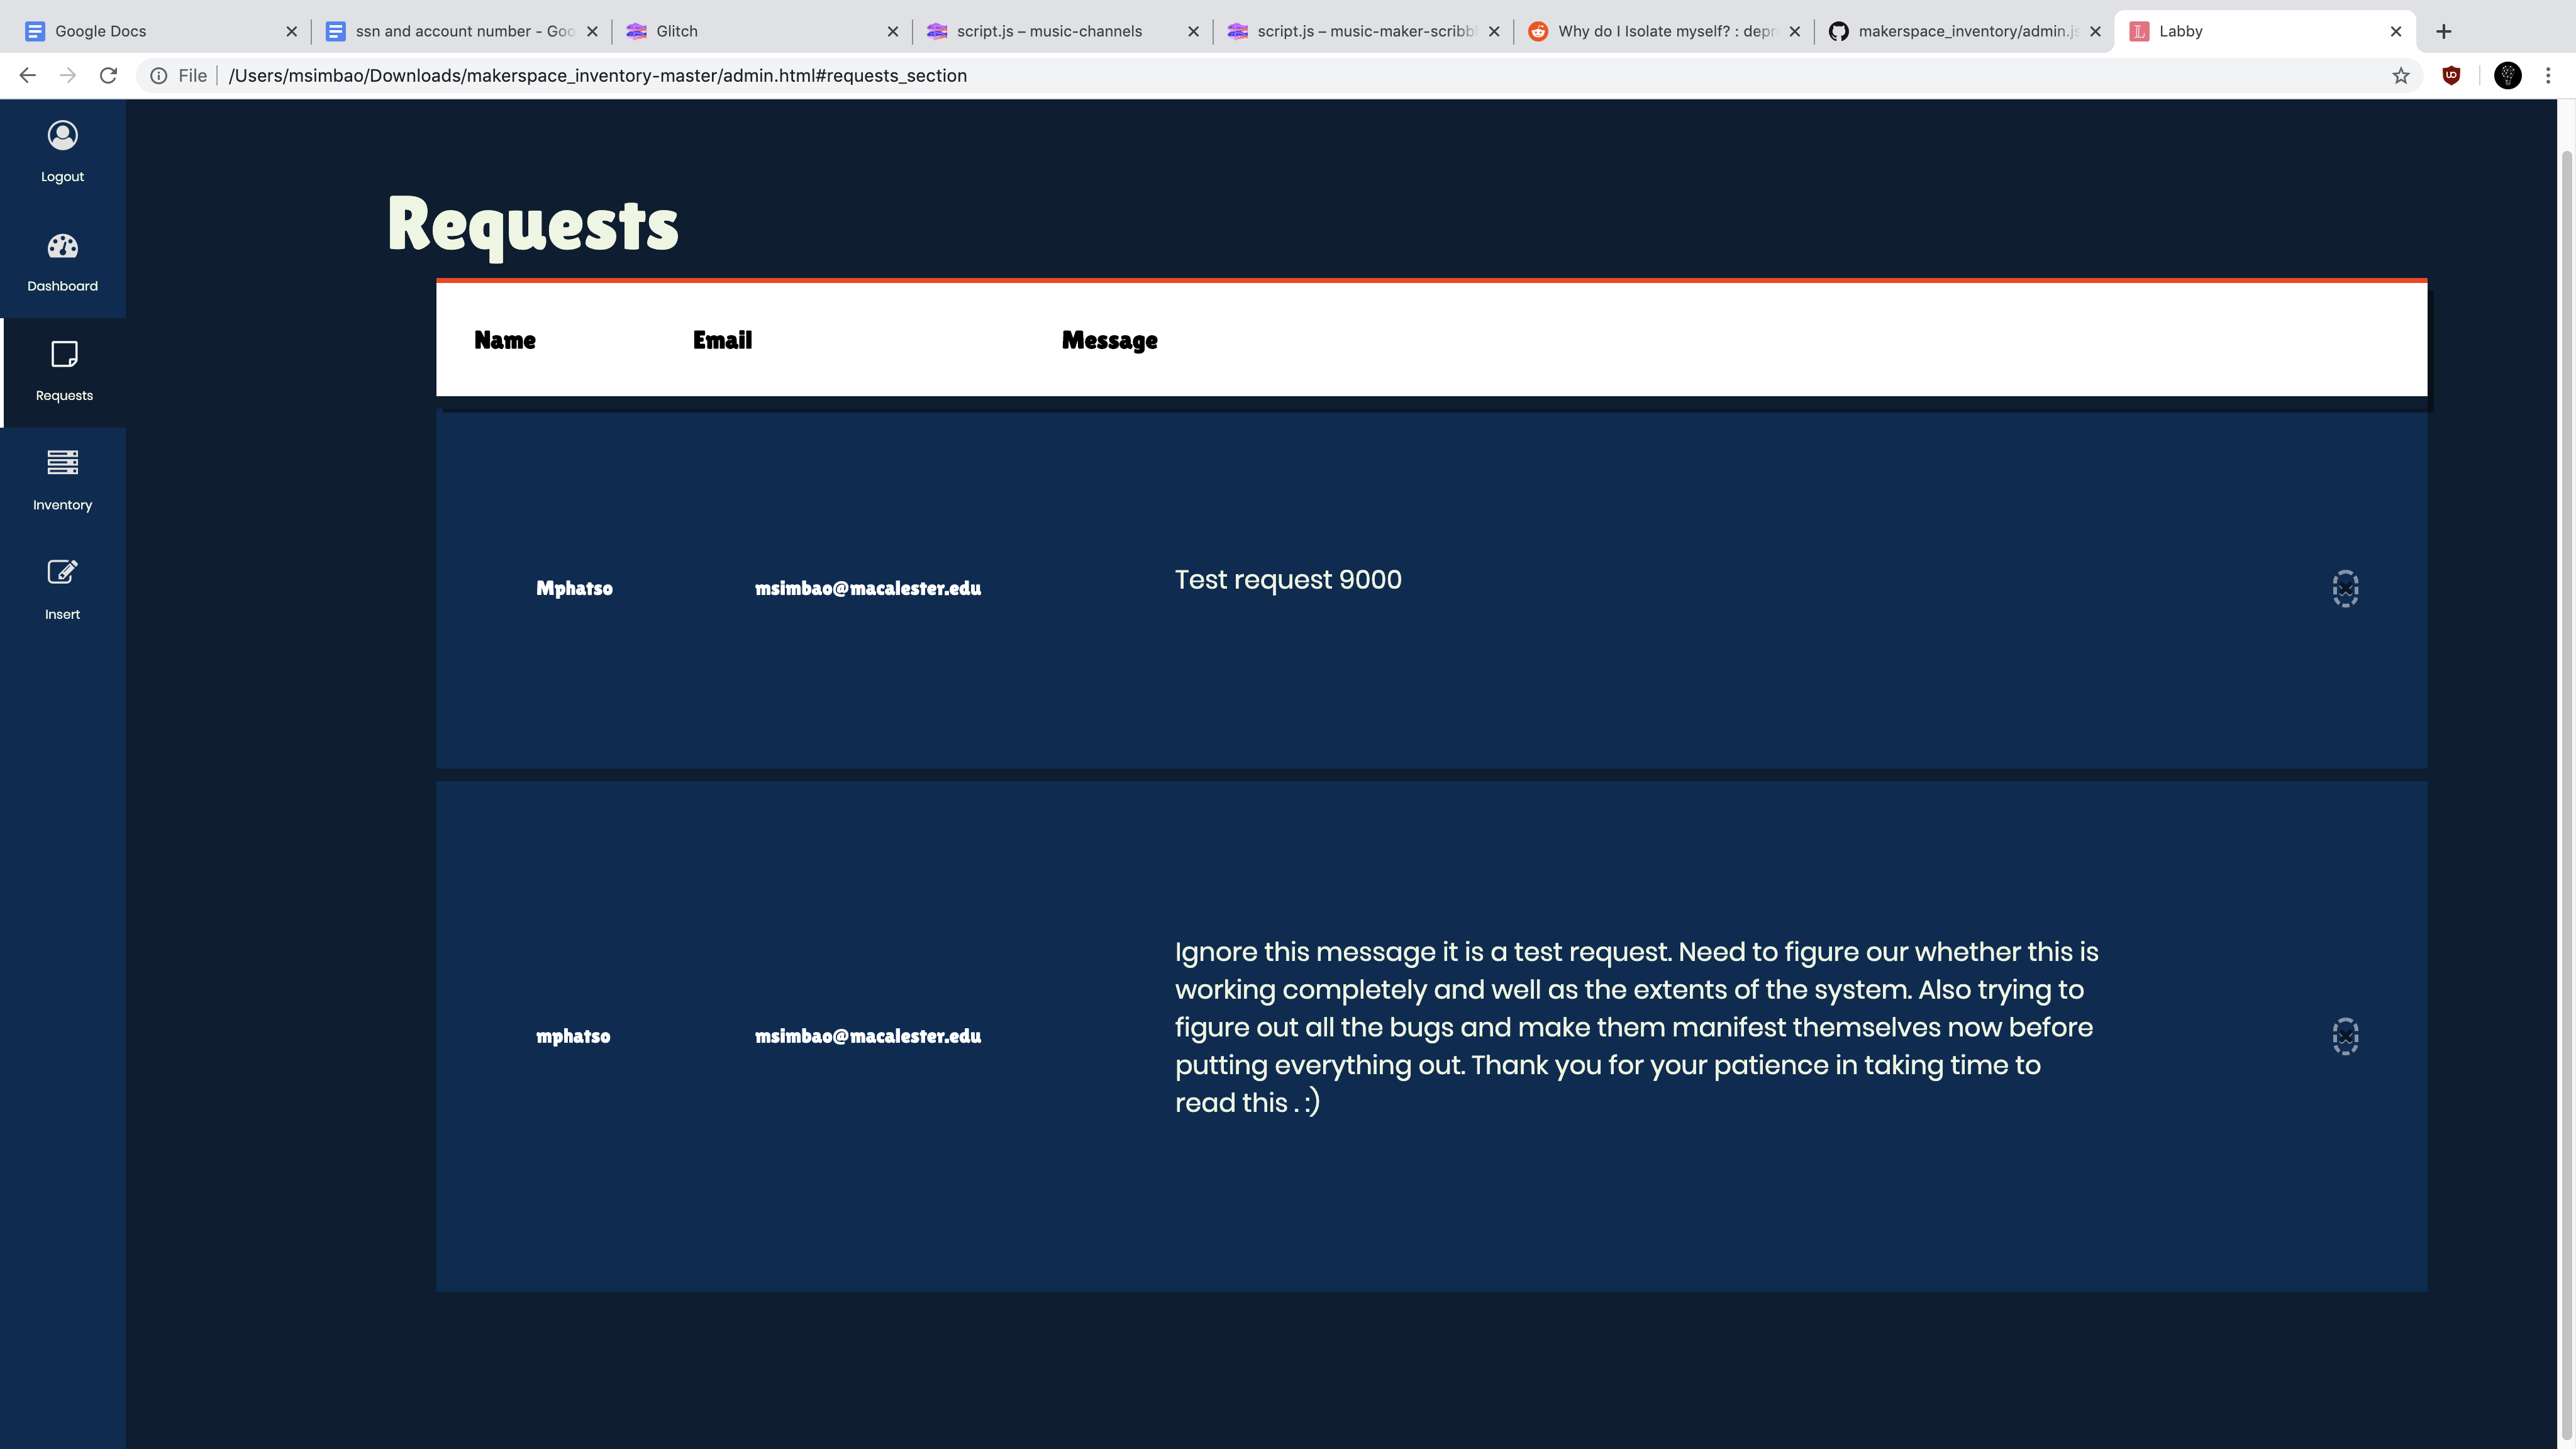 Google Docs
ssn and account number - Goo
Glitch
script.js – music-channels
script.js – music-maker-scribbl
Why do I Isolate myself? : depr
makerspace_inventory/admin.js
Labby
File /Users/msimbao/Downloads/makerspace_inventory-master/admin.html#requests_section
Logout
Dashboard
Requests
Inventory
Insert
Requests
Name Email Message
Mphatso msimbao@macalester.edu Test request 9000
mphatso msimbao@macalester.edu
Ignore this message it is a test request. Need to figure our whether this is
working completely and well as the extents of the system. Also trying to
figure out all the bugs and make them manifest themselves now before
putting everything out. Thank you for your patience in taking time to
read this . :)